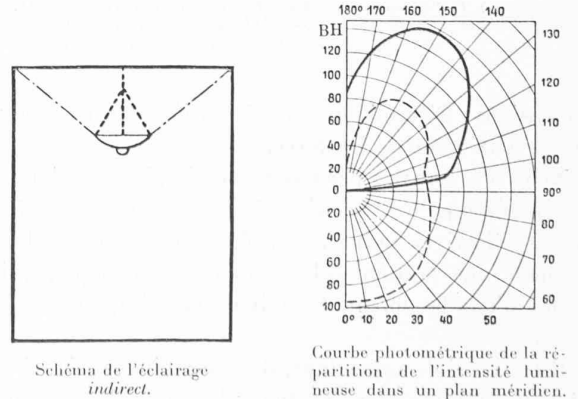 180° 170 160 150 140
BH
130
120
120
100
80
110
60
40
100
20
0
90°
20
80
40
60
70
80
60
100
0° 10 20 30 40 50
Schéma de l'éclairage
indirect.
Courbe photométrique de la ré-
partition de l'intensité lumi-
neuse dans un plan méridien.